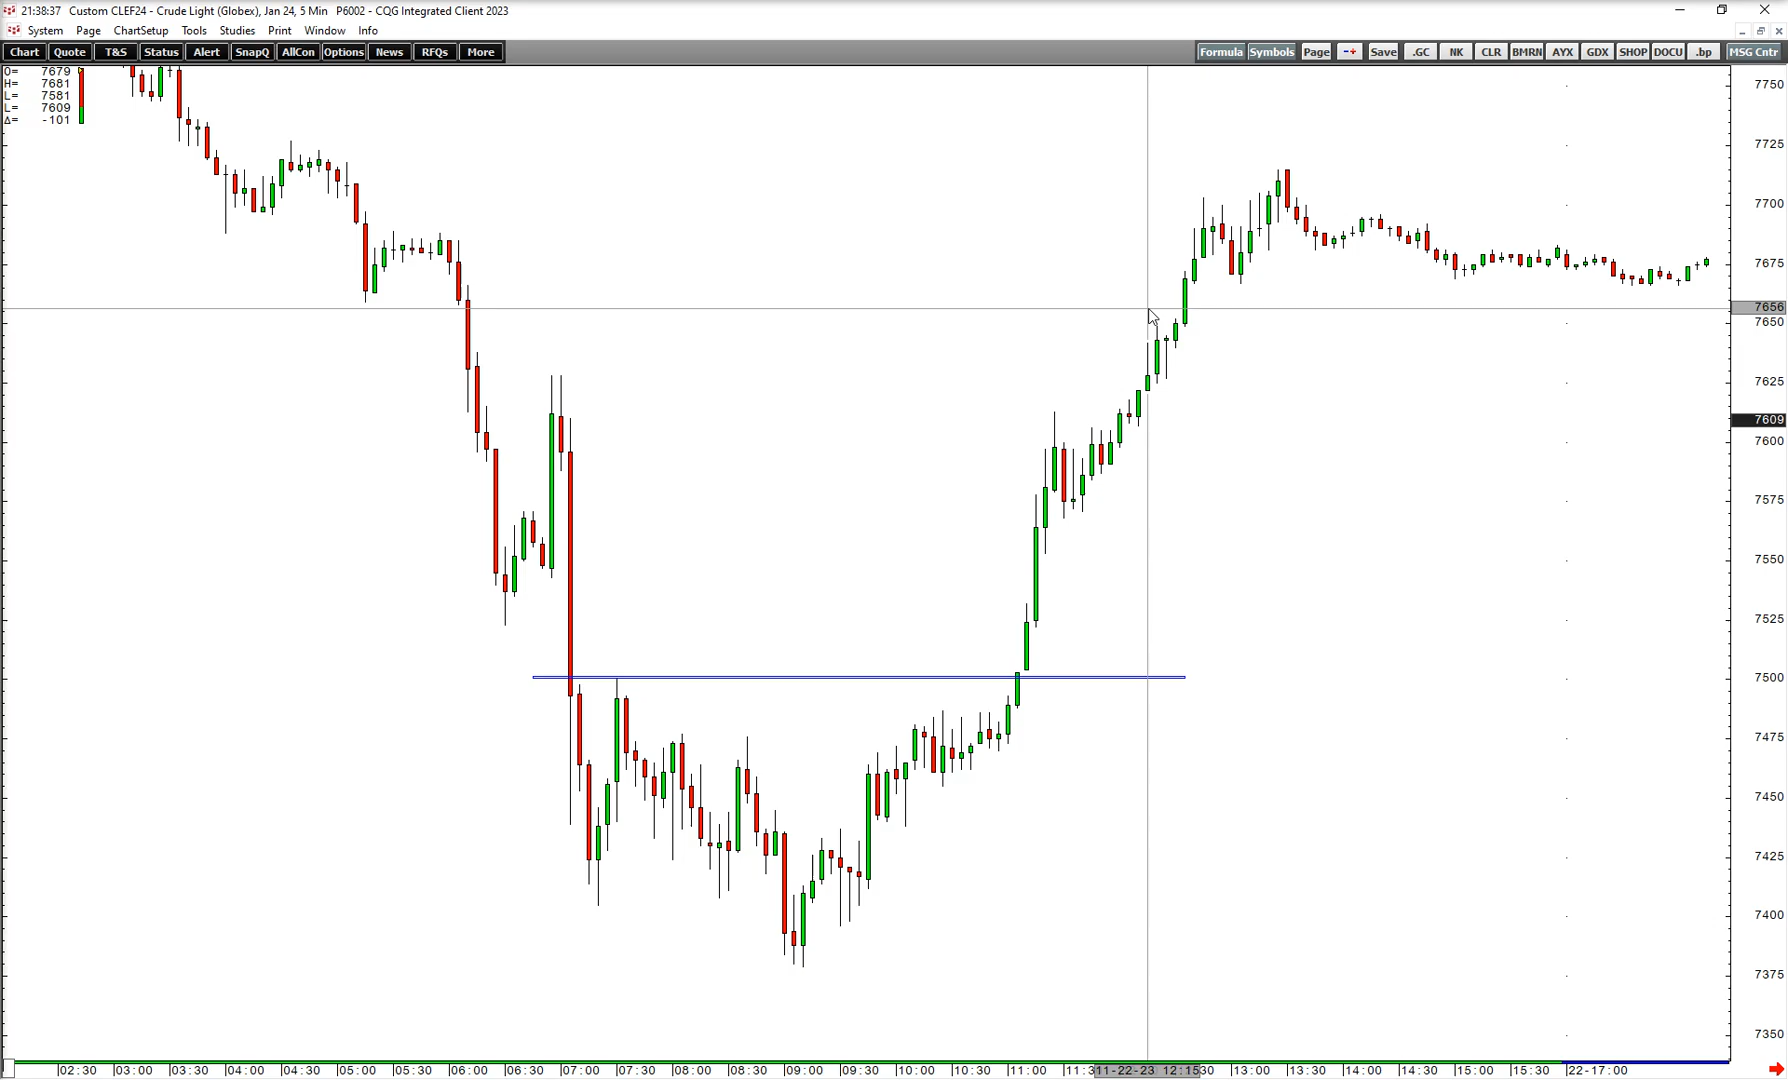 21:38:37 Custom CLEF24 - Crude Light (Globex), Jan 24, 5 Min P6002 - CQG Integrated Client 2023
System Page ChartSetup Tools Studies Print Window Info
Chart Quote T&S Status Alert SnapQ AllCon Options News RFQs More Formula Symbols Page -+ Save .GC NK CLR BMRN AYX GDX SHOP DOCU .bp MSG Cntr
O= 7679
H= 7681
L= 7581
L= 7609
Δ= -101
7750
7725
7700
7675
7656
7650
7625
7609
7600
7575
7550
7525
7500
7475
7450
7425
7400
7375
7350
02:30 03:00 03:30 04:00 04:30 05:00 05:30 06:00 06:30 07:00 07:30 08:00 08:30 09:00 09:30 10:00 10:30 11:00 11:3 11-22-23 12:15 30 13:00 13:30 14:00 14:30 15:00 15:30 22-17:00